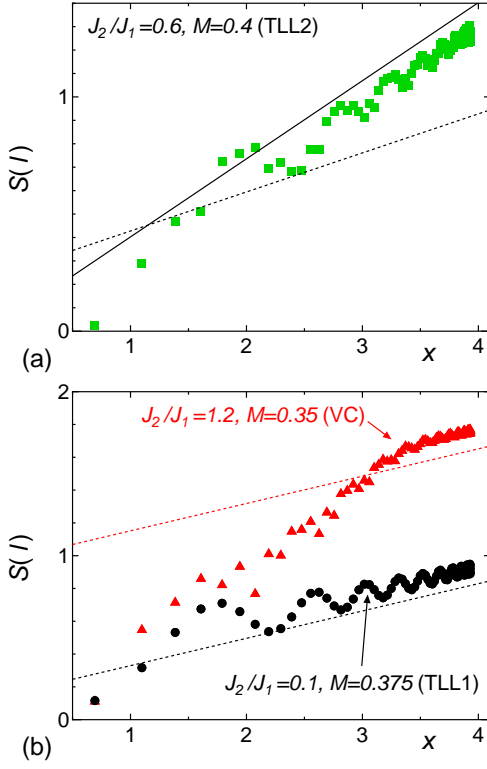 J2/J1=0.6, M=0.4 (TLL2)
S(l)
1
0
1
2
3
4
x
(a)
2
J2/J1=1.2, M=0.35 (VC)
S(l)
1
J2/J1=0.1, M=0.375 (TLL1)
0
1
2
3
4
x
(b)